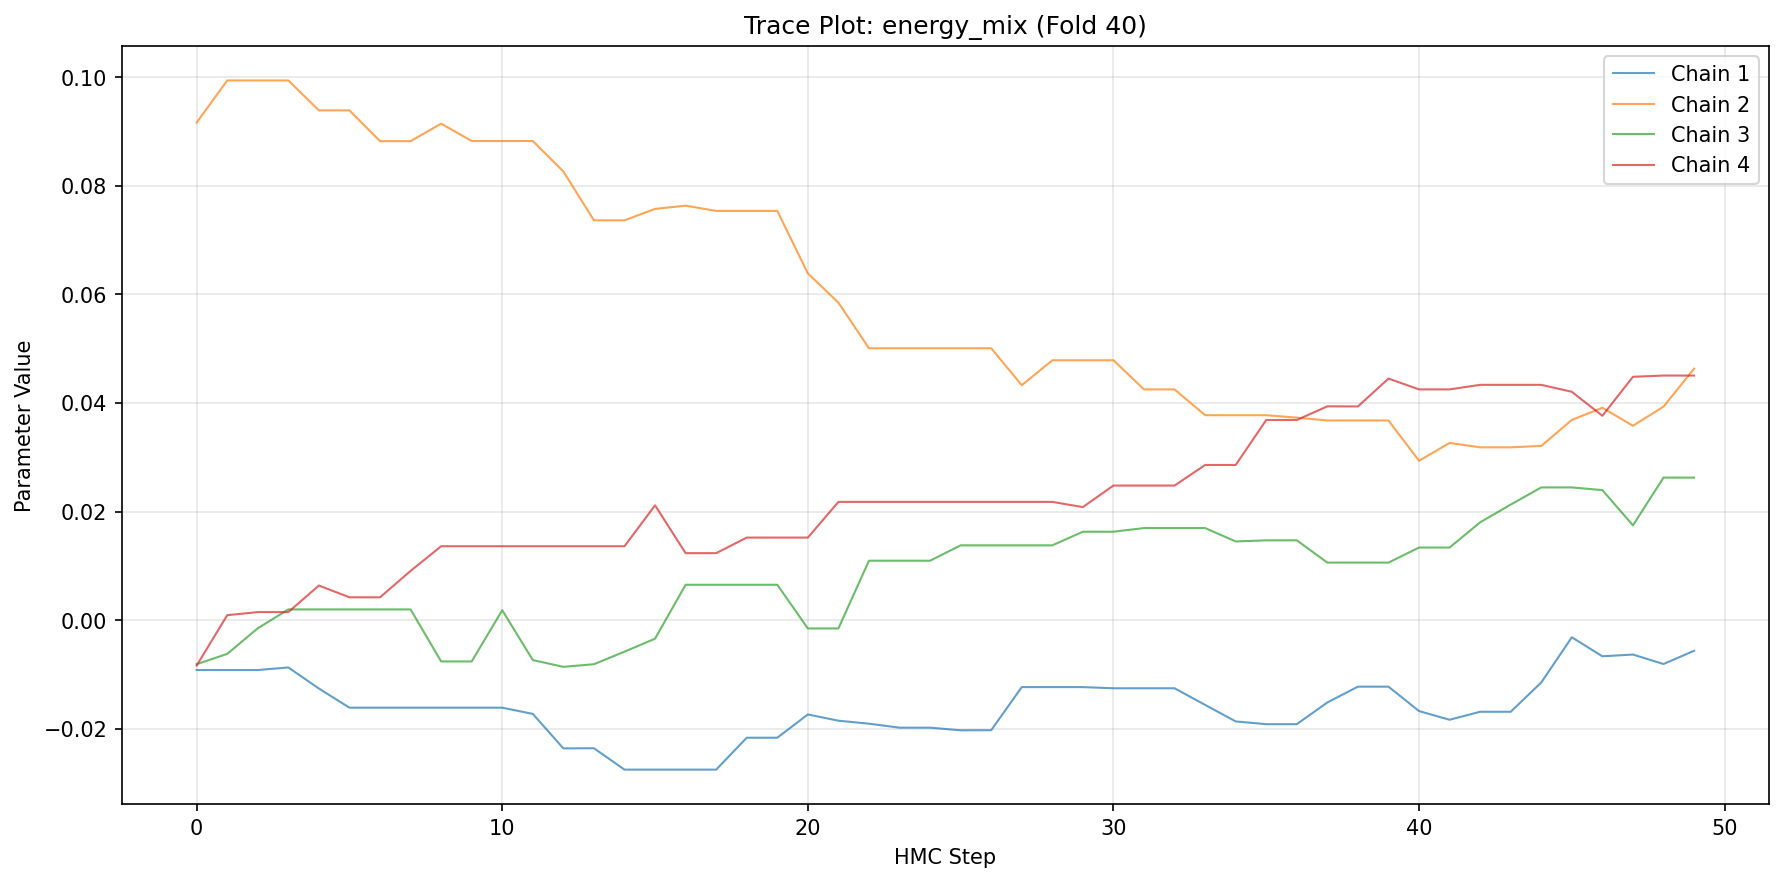 Trace Plot: energy_mix (Fold 40)
Chain 1
Chain 2
Chain 3
Chain 4
Parameter Value
0.10
0.08
0.06
0.04
0.02
0.00
−0.02
0 10 20 30 40 50
HMC Step